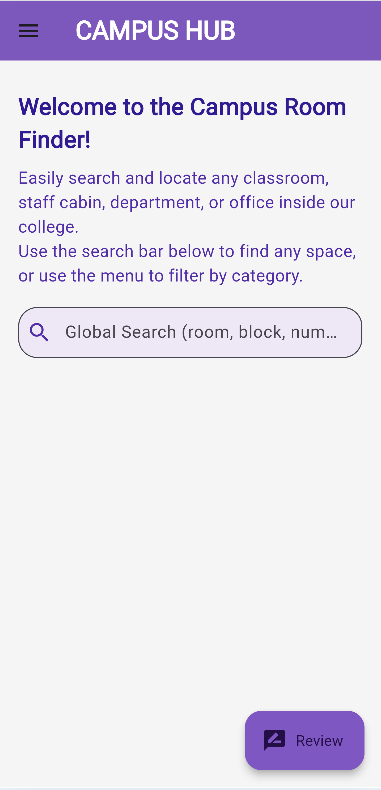 CAMPUS HUB
Welcome to the Campus Room
Finder!
Easily search and locate any classroom,
staff cabin, department, or office inside our
college.
Use the search bar below to find any space,
or use the menu to filter by category.
Global Search (room, block, num...
Review